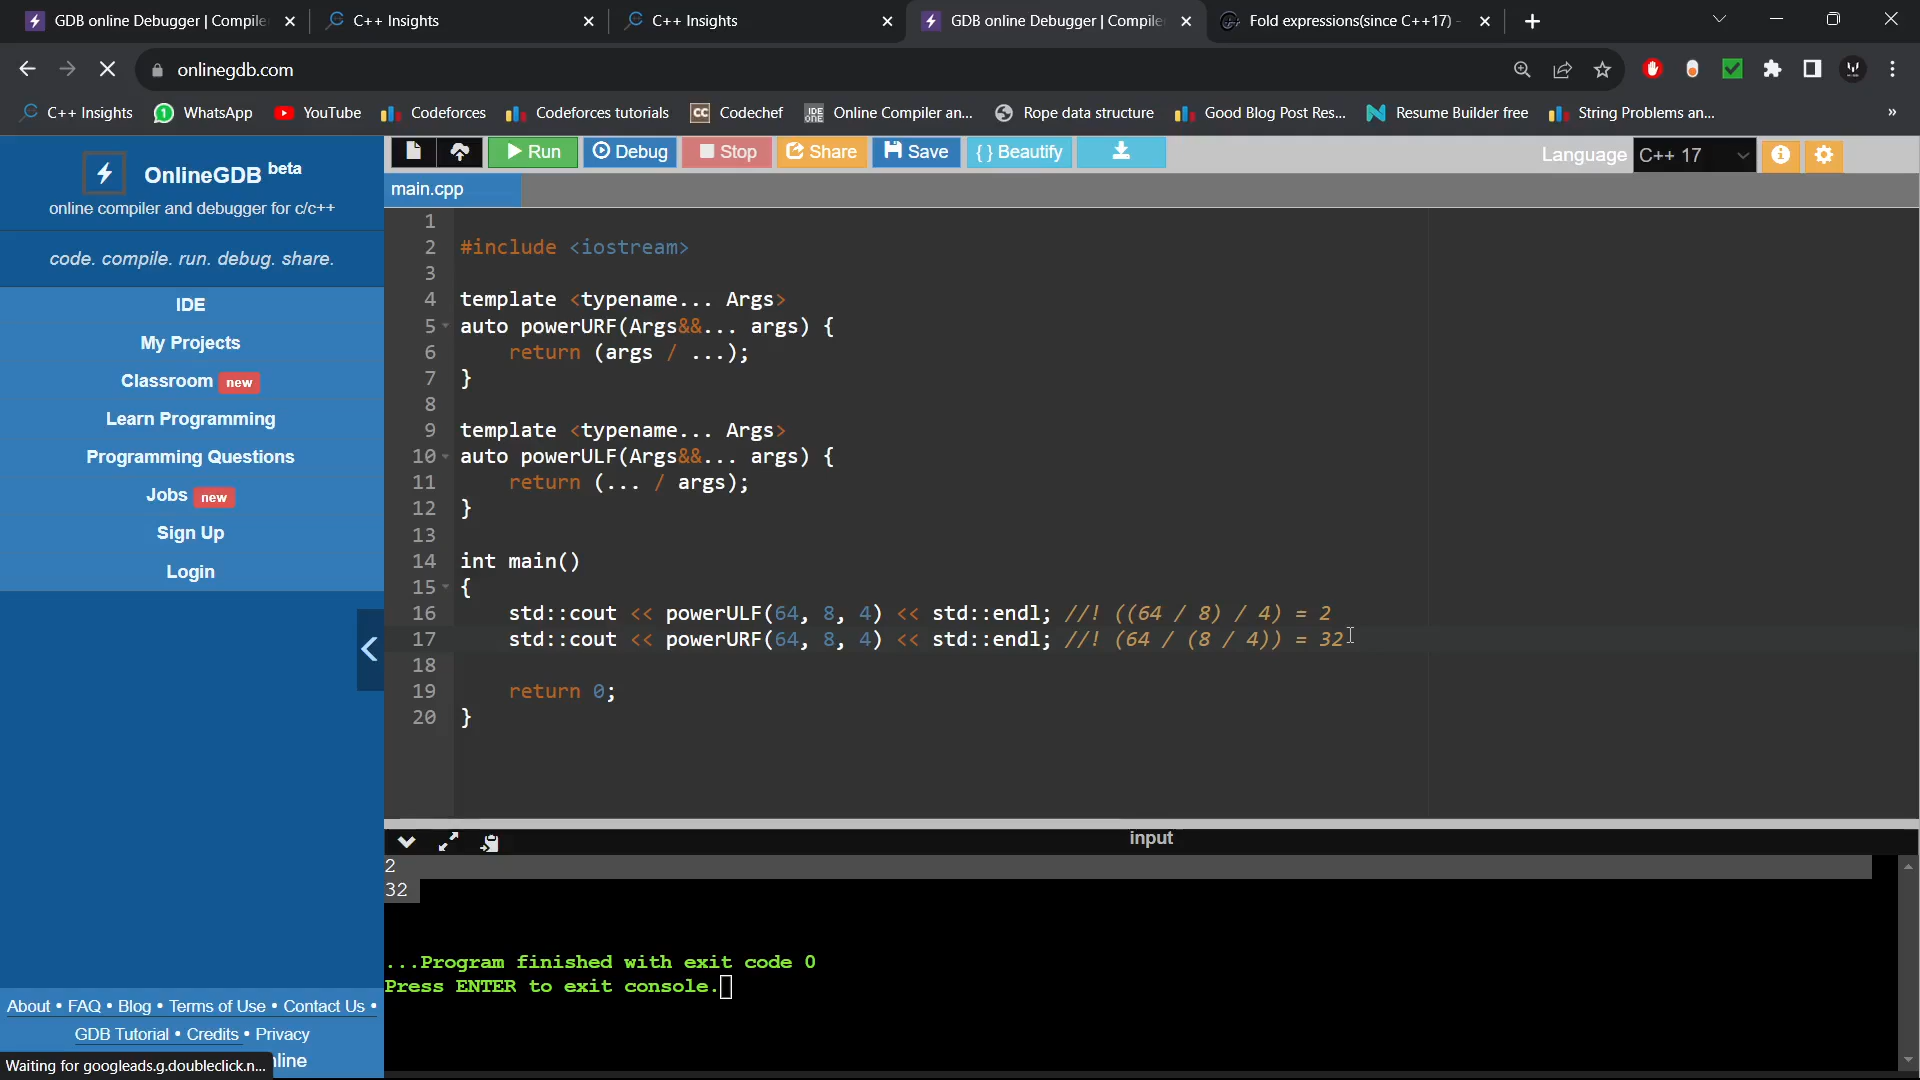 GDB online Debugger | Compile
C++ Insights
C++ Insights
GDB online Debugger | Compile
Fold expressions(since C++17) -
onlinegdb.com
C++ Insights
WhatsApp
YouTube
Codeforces
Codeforces tutorials
CC Codechef
IDE ONE Online Compiler an...
Rope data structure
Good Blog Post Res...
Resume Builder free
String Problems an...
»
OnlineGDB beta
online compiler and debugger for c/c++
code. compile. run. debug. share.
IDE
My Projects
Classroom new
Learn Programming
Programming Questions
Jobs new
Sign Up
Login
About • FAQ • Blog • Terms of Use • Contact Us •
GDB Tutorial • Credits • Privacy
nline
Waiting for googleads.g.doubleclick.n...
Run
Debug
Stop
Share
Save
{ } Beautify
Language C++ 17
main.cpp
1
2 #include <iostream>
3
4 template <typename... Args>
5 auto powerURF(Args&&... args) {
6     return (args / ...);
7 }
8
9 template <typename... Args>
10 auto powerULF(Args&&... args) {
11     return (... / args);
12 }
13
14 int main()
15 {
16     std::cout << powerULF(64, 8, 4) << std::endl; //! ((64 / 8) / 4) = 2
17     std::cout << powerURF(64, 8, 4) << std::endl; //! (64 / (8 / 4)) = 32
18
19     return 0;
20 }
input
2
32
...Program finished with exit code 0
Press ENTER to exit console.